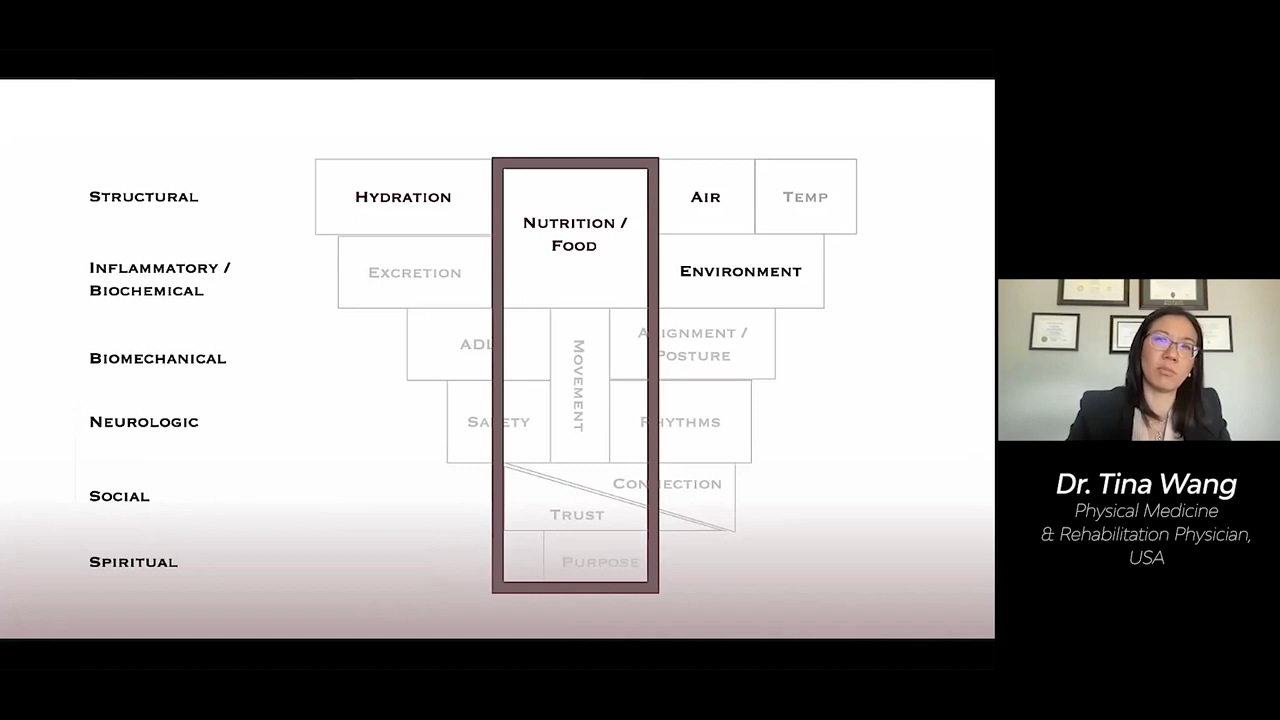 STRUCTURAL
HYDRATION
NUTRITION /
FOOD
AIR
TEMP
INFLAMMATORY /
BIOCHEMICAL
EXCRETION
ENVIRONMENT
BIOMECHANICAL
ADL
MOVEMENT
ALIGNMENT /
POSTURE
NEUROLOGIC
SAFETY
RHYTHMS
SOCIAL
CONNECTION
TRUST
SPIRITUAL
PURPOSE
Dr. Tina Wang
Physical Medicine
& Rehabilitation Physician,
USA